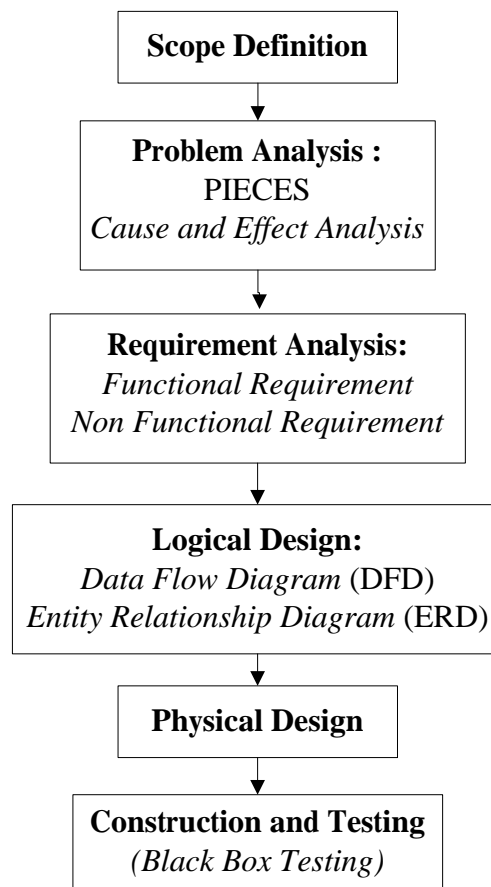 Scope Definition
Problem Analysis :
PIECES
Cause and Effect Analysis
Requirement Analysis:
Functional Requirement
Non Functional Requirement
Logical Design:
Data Flow Diagram (DFD)
Entity Relationship Diagram (ERD)
Physical Design
Construction and Testing
(Black Box Testing)